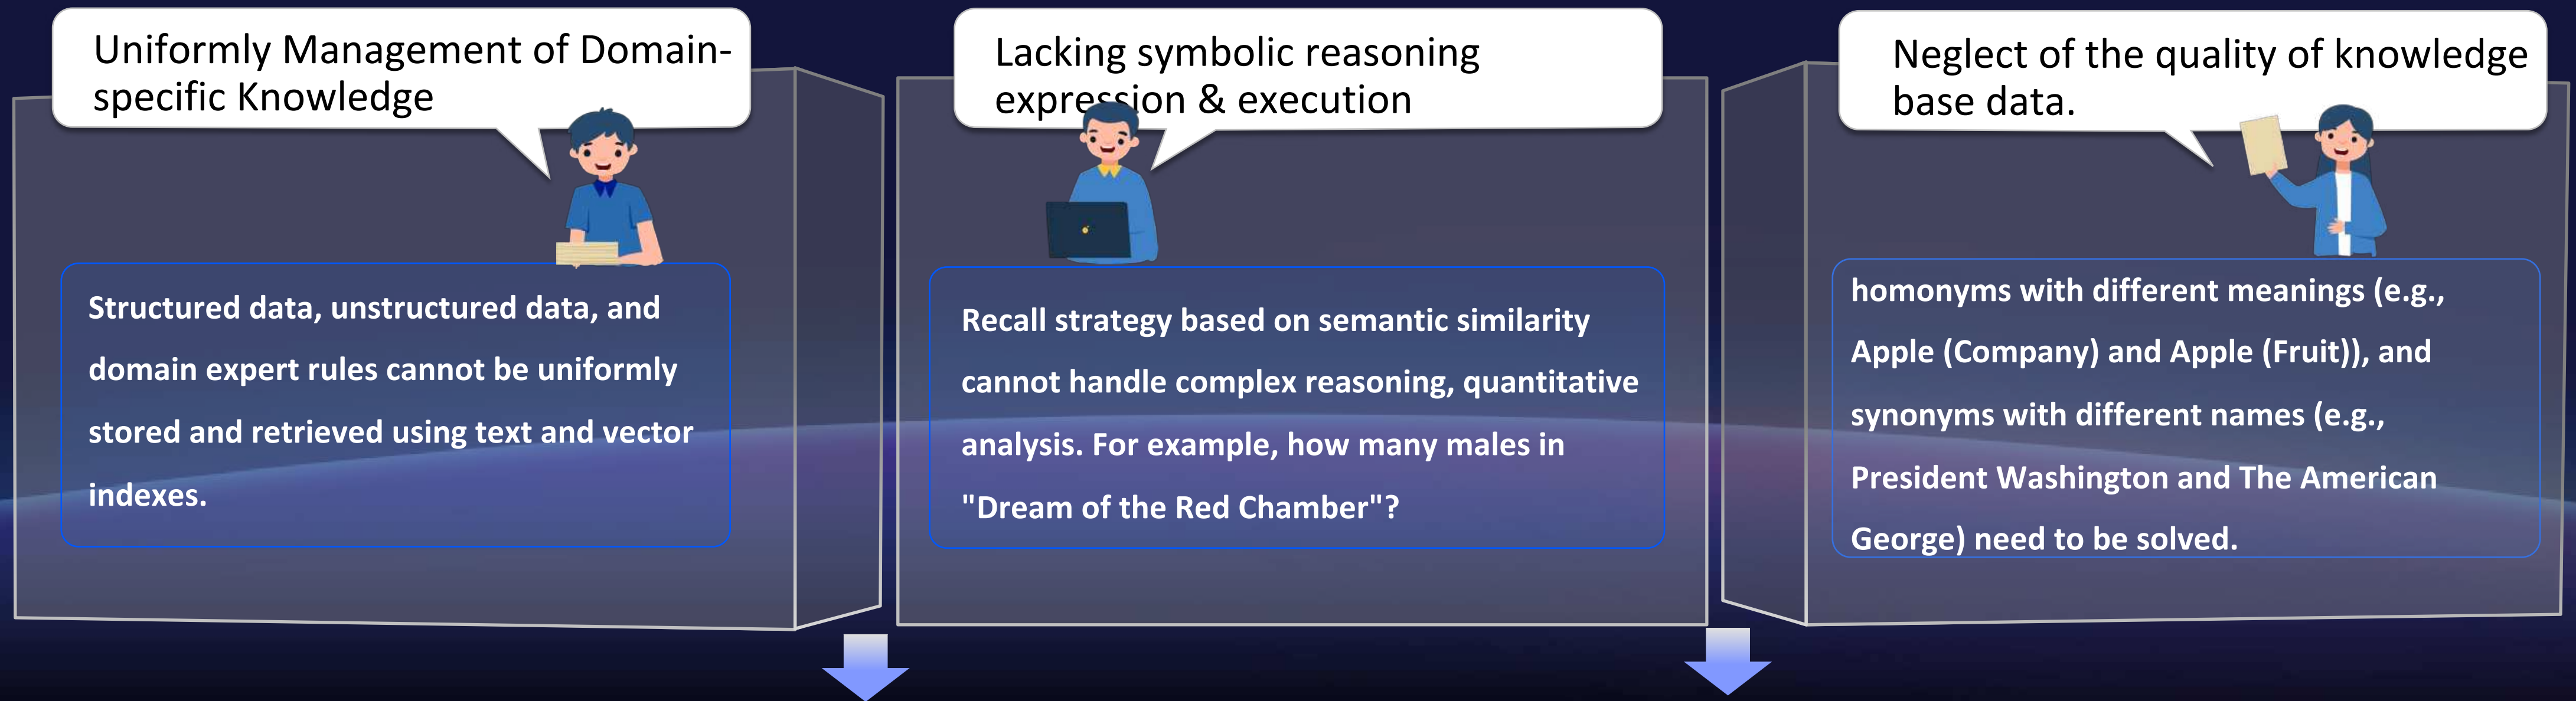 Uniformly Management of Domain-
specific Knowledge
Structured data, unstructured data, and
domain expert rules cannot be uniformly
stored and retrieved using text and vector
indexes.
Lacking symbolic reasoning
expression & execution
Recall strategy based on semantic similarity
cannot handle complex reasoning, quantitative
analysis. For example, how many males in
"Dream of the Red Chamber"?
Neglect of the quality of knowledge
base data.
homonyms with different meanings (e.g.,
Apple (Company) and Apple (Fruit)), and
synonyms with different names (e.g.,
President Washington and The American
George) need to be solved.